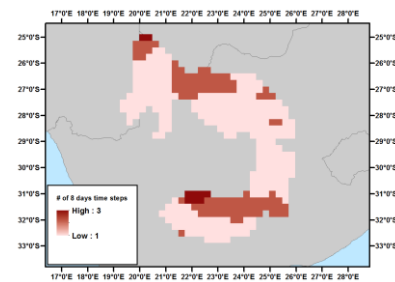 17°0'E 18°0'E 19°0'E 20°0'E 21°0'E 22°0'E 23°0'E 24°0'E 25°0'E 26°0'E 27°0'E 28°0'E
25°0'S 25°0'S
26°0'S 26°0'S
27°0'S 27°0'S
28°0'S 28°0'S
29°0'S 29°0'S
30°0'S 30°0'S
31°0'S 31°0'S
32°0'S 32°0'S
33°0'S 33°0'S
# of 8 days time steps
High : 3
Low : 1
17°0'E 18°0'E 19°0'E 20°0'E 21°0'E 22°0'E 23°0'E 24°0'E 25°0'E 26°0'E 27°0'E 28°0'E